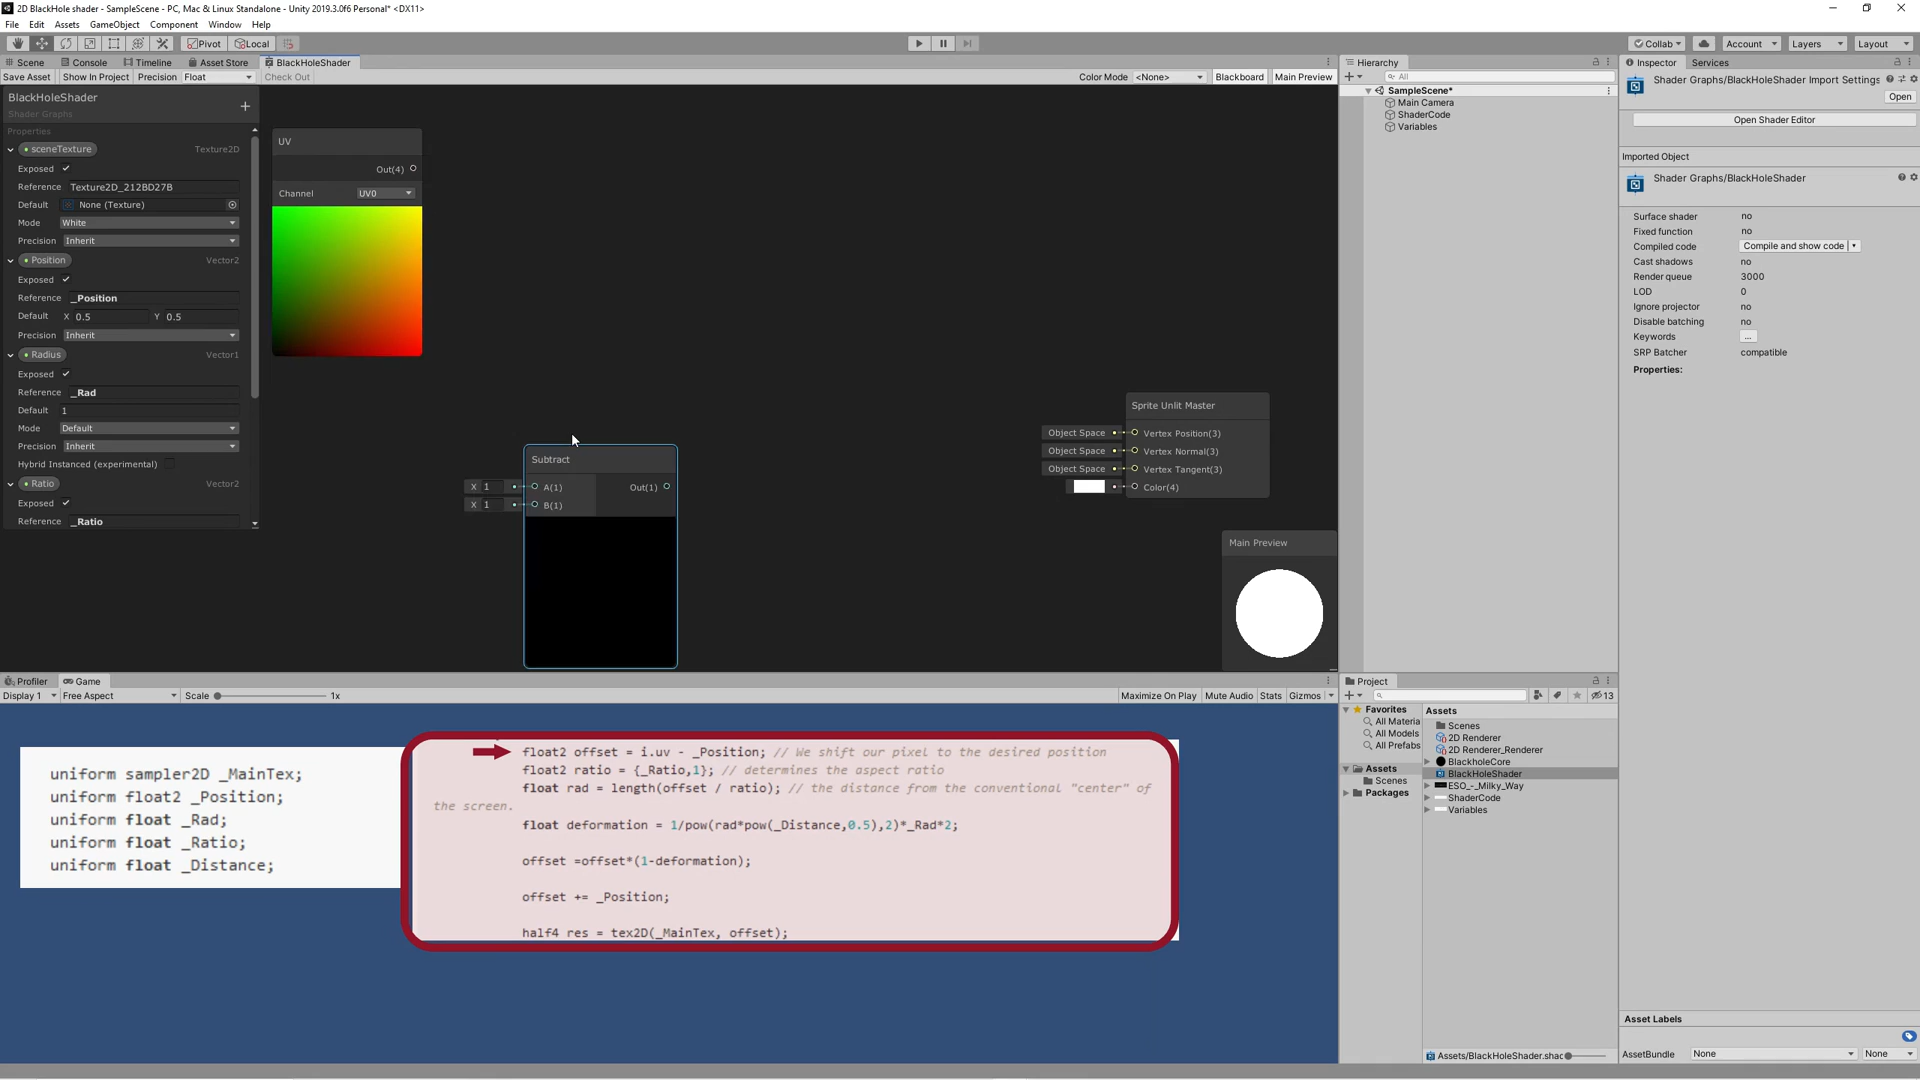 2D BlackHole shader - SampleScene - PC, Mac & Linux Standalone - Unity 2019.3.0f6 Personal* <DX11>
File Edit Assets GameObject Component Window Help
Pivot Local Collab Account Layers Layout
Scene Console Timeline Asset Store BlackHoleShader
Save Asset Show In Project Precision Float Check Out Color Mode <None> Blackboard Main Preview
BlackHoleShader
Shader Graphs
Properties
sceneTexture Texture2D
Exposed
Reference Texture2D_212BD27B
Default None (Texture)
Mode White
Precision Inherit
Position Vector2
Exposed
Reference _Position
Default X 0.5 Y 0.5
Precision Inherit
Radius Vector1
Exposed
Reference _Rad
Default 1
Mode Default
Precision Inherit
Hybrid Instanced (experimental)
Ratio Vector2
Exposed
Reference _Ratio
UV
Out(4)
Channel UV0
Subtract
X 1 A(1) Out(1)
X 1 B(1)
Sprite Unlit Master
Object Space Vertex Position(3)
Object Space Vertex Normal(3)
Object Space Vertex Tangent(3)
Color(4)
Main Preview
Hierarchy
All
SampleScene*
Main Camera
ShaderCode
Variables
Inspector Services
Shader Graphs/BlackHoleShader Import Settings
Open
Open Shader Editor
Imported Object
Shader Graphs/BlackHoleShader
Surface shader no
Fixed function no
Compiled code Compile and show code
Cast shadows no
Render queue 3000
LOD 0
Ignore projector no
Disable batching no
Keywords ...
SRP Batcher compatible
Properties:
Profiler Game
Display 1 Free Aspect Scale 1x Maximize On Play Mute Audio Stats Gizmos
uniform sampler2D _MainTex;
uniform float2 _Position;
uniform float _Rad;
uniform float _Ratio;
uniform float _Distance;
float2 offset = i.uv - _Position; // We shift our pixel to the desired position
float2 ratio = {_Ratio,1}; // determines the aspect ratio
float rad = length(offset / ratio); // the distance from the conventional "center" of
the screen.
float deformation = 1/pow(rad*pow(_Distance,0.5),2)*_Rad*2;
offset =offset*(1-deformation);
offset += _Position;
half4 res = tex2D(_MainTex, offset);
Project
13
Favorites
All Materia
All Models
All Prefabs
Assets
Scenes
Packages
Assets
Scenes
2D Renderer
2D Renderer_Renderer
BlackholeCore
BlackHoleShader
ESO_-_Milky_Way
ShaderCode
Variables
Assets/BlackHoleShader.shac
Asset Labels
AssetBundle None None